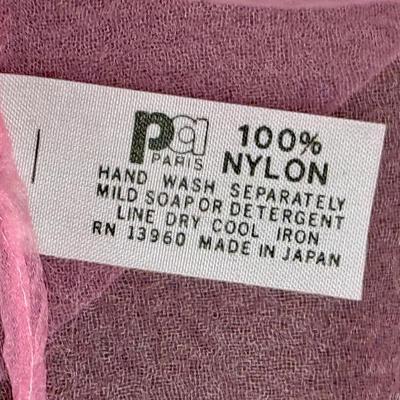 pa 100%
PARIS NYLON
HAND WASH SEPARATELY
MILD SOAP OR DETERGENT
LINE DRY COOL IRON
RN 13960 MADE IN JAPAN